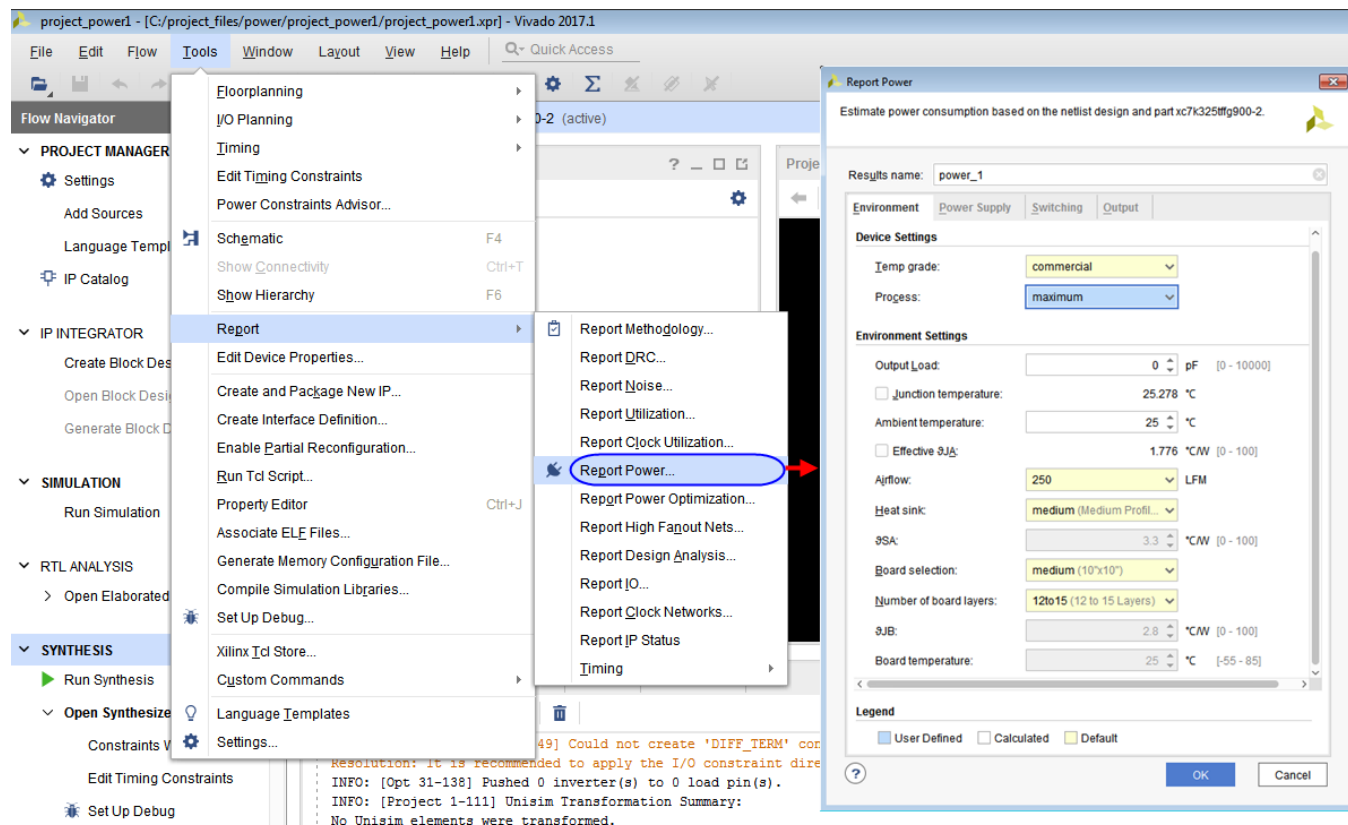 project_power1 - [C:/project_files/power/project_power1/project_power1.xpr] - Vivado 2017.1
File Edit Flow Tools Window Layout View Help Quick Access
Flow Navigator
PROJECT MANAGER
Settings
Add Sources
Language Templ
IP Catalog
IP INTEGRATOR
Create Block Des
Open Block Desi
Generate Block D
SIMULATION
Run Simulation
RTL ANALYSIS
Open Elaborated
SYNTHESIS
Run Synthesis
Open Synthesize
Constraints W
Edit Timing Constraints
Set Up Debug
Floorplanning
I/O Planning
Timing
Edit Timing Constraints
Power Constraints Advisor...
Schematic F4
Show Connectivity Ctrl+T
Show Hierarchy F6
Report
Edit Device Properties...
Create and Package New IP...
Create Interface Definition...
Enable Partial Reconfiguration...
Run Tcl Script...
Property Editor Ctrl+J
Associate ELF Files...
Generate Memory Configuration File...
Compile Simulation Libraries...
Set Up Debug...
Xilinx Tcl Store...
Custom Commands
Language Templates
Settings...
0-2 (active)
? Proje
Report Methodology...
Report DRC...
Report Noise...
Report Utilization...
Report Clock Utilization...
Report Power...
Report Power Optimization...
Report High Fanout Nets...
Report Design Analysis...
Report IO...
Report Clock Networks...
Report IP Status
Timing
49] Could not create 'DIFF_TERM' con
Resolution: It is recommended to apply the I/O constraint dire
INFO: [Opt 31-138] Pushed 0 inverter(s) to 0 load pin(s).
INFO: [Project 1-111] Unisim Transformation Summary:
No Unisim elements were transformed.
Report Power
Estimate power consumption based on the netlist design and part xc7k325tffg900-2.
Results name: power_1
Environment Power Supply Switching Output
Device Settings
Temp grade: commercial
Process: maximum
Environment Settings
Output Load: 0 pF [0 - 10000]
Junction temperature: 25.278 °C
Ambient temperature: 25 °C
Effective ϑJA: 1.776 °C/W [0 - 100]
Airflow: 250 LFM
Heat sink: medium (Medium Profil...
ϑSA: 3.3 °C/W [0 - 100]
Board selection: medium (10"x10")
Number of board layers: 12to15 (12 to 15 Layers)
ϑJB: 2.8 °C/W [0 - 100]
Board temperature: 25 °C [-55 - 85]
Legend
User Defined Calculated Default
? OK Cancel